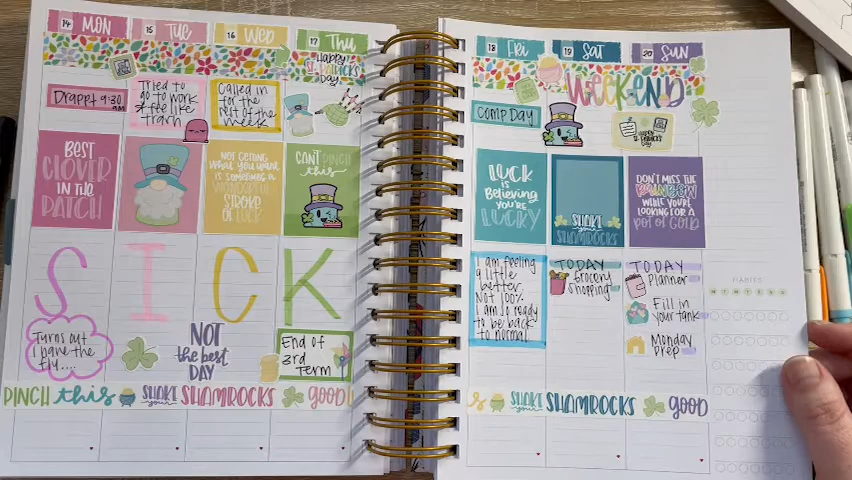 14 MON
15 TUE
16 WED
17 THU
HAPPY
ST. PATRICK'S
Day
Drappt 9:30
Tried to
go to work
feel like
trash
Called in
for the
rest of the
week
BEST
CLOVER
IN THE
PATCH
NOT GETTING
WHAT YOU WANT
IS SOMETIMES A
WONDERFUL
STROKE
OF LUCK
CAN'T
PINCH
this
SICK
Turns out
i have the
flu....
NOT
the best
DAY
End of
3rd
Term
PINCH this SHAKE your SHAMROCKS good
18 FRI
19 SAT
20 SUN
WEEKEND
Comp Day
LUCK
is
Believing
YOU'RE
LUCKY
SHAKE
your
SHAMROCKS
DON'T MISS THE
RAINBOW
WHILE YOU'RE
LOOKING FOR A
POT OF GOLD
I am feeling
a little
better.
Not 100%
I am so ready
to be back
to normal
TODAY
Grocery
Shopping
TODAY
Planner
Fill in
your tank
Monday
prep
HABITS
M T W T F S S
S SHAKE your SHAMROCKS good